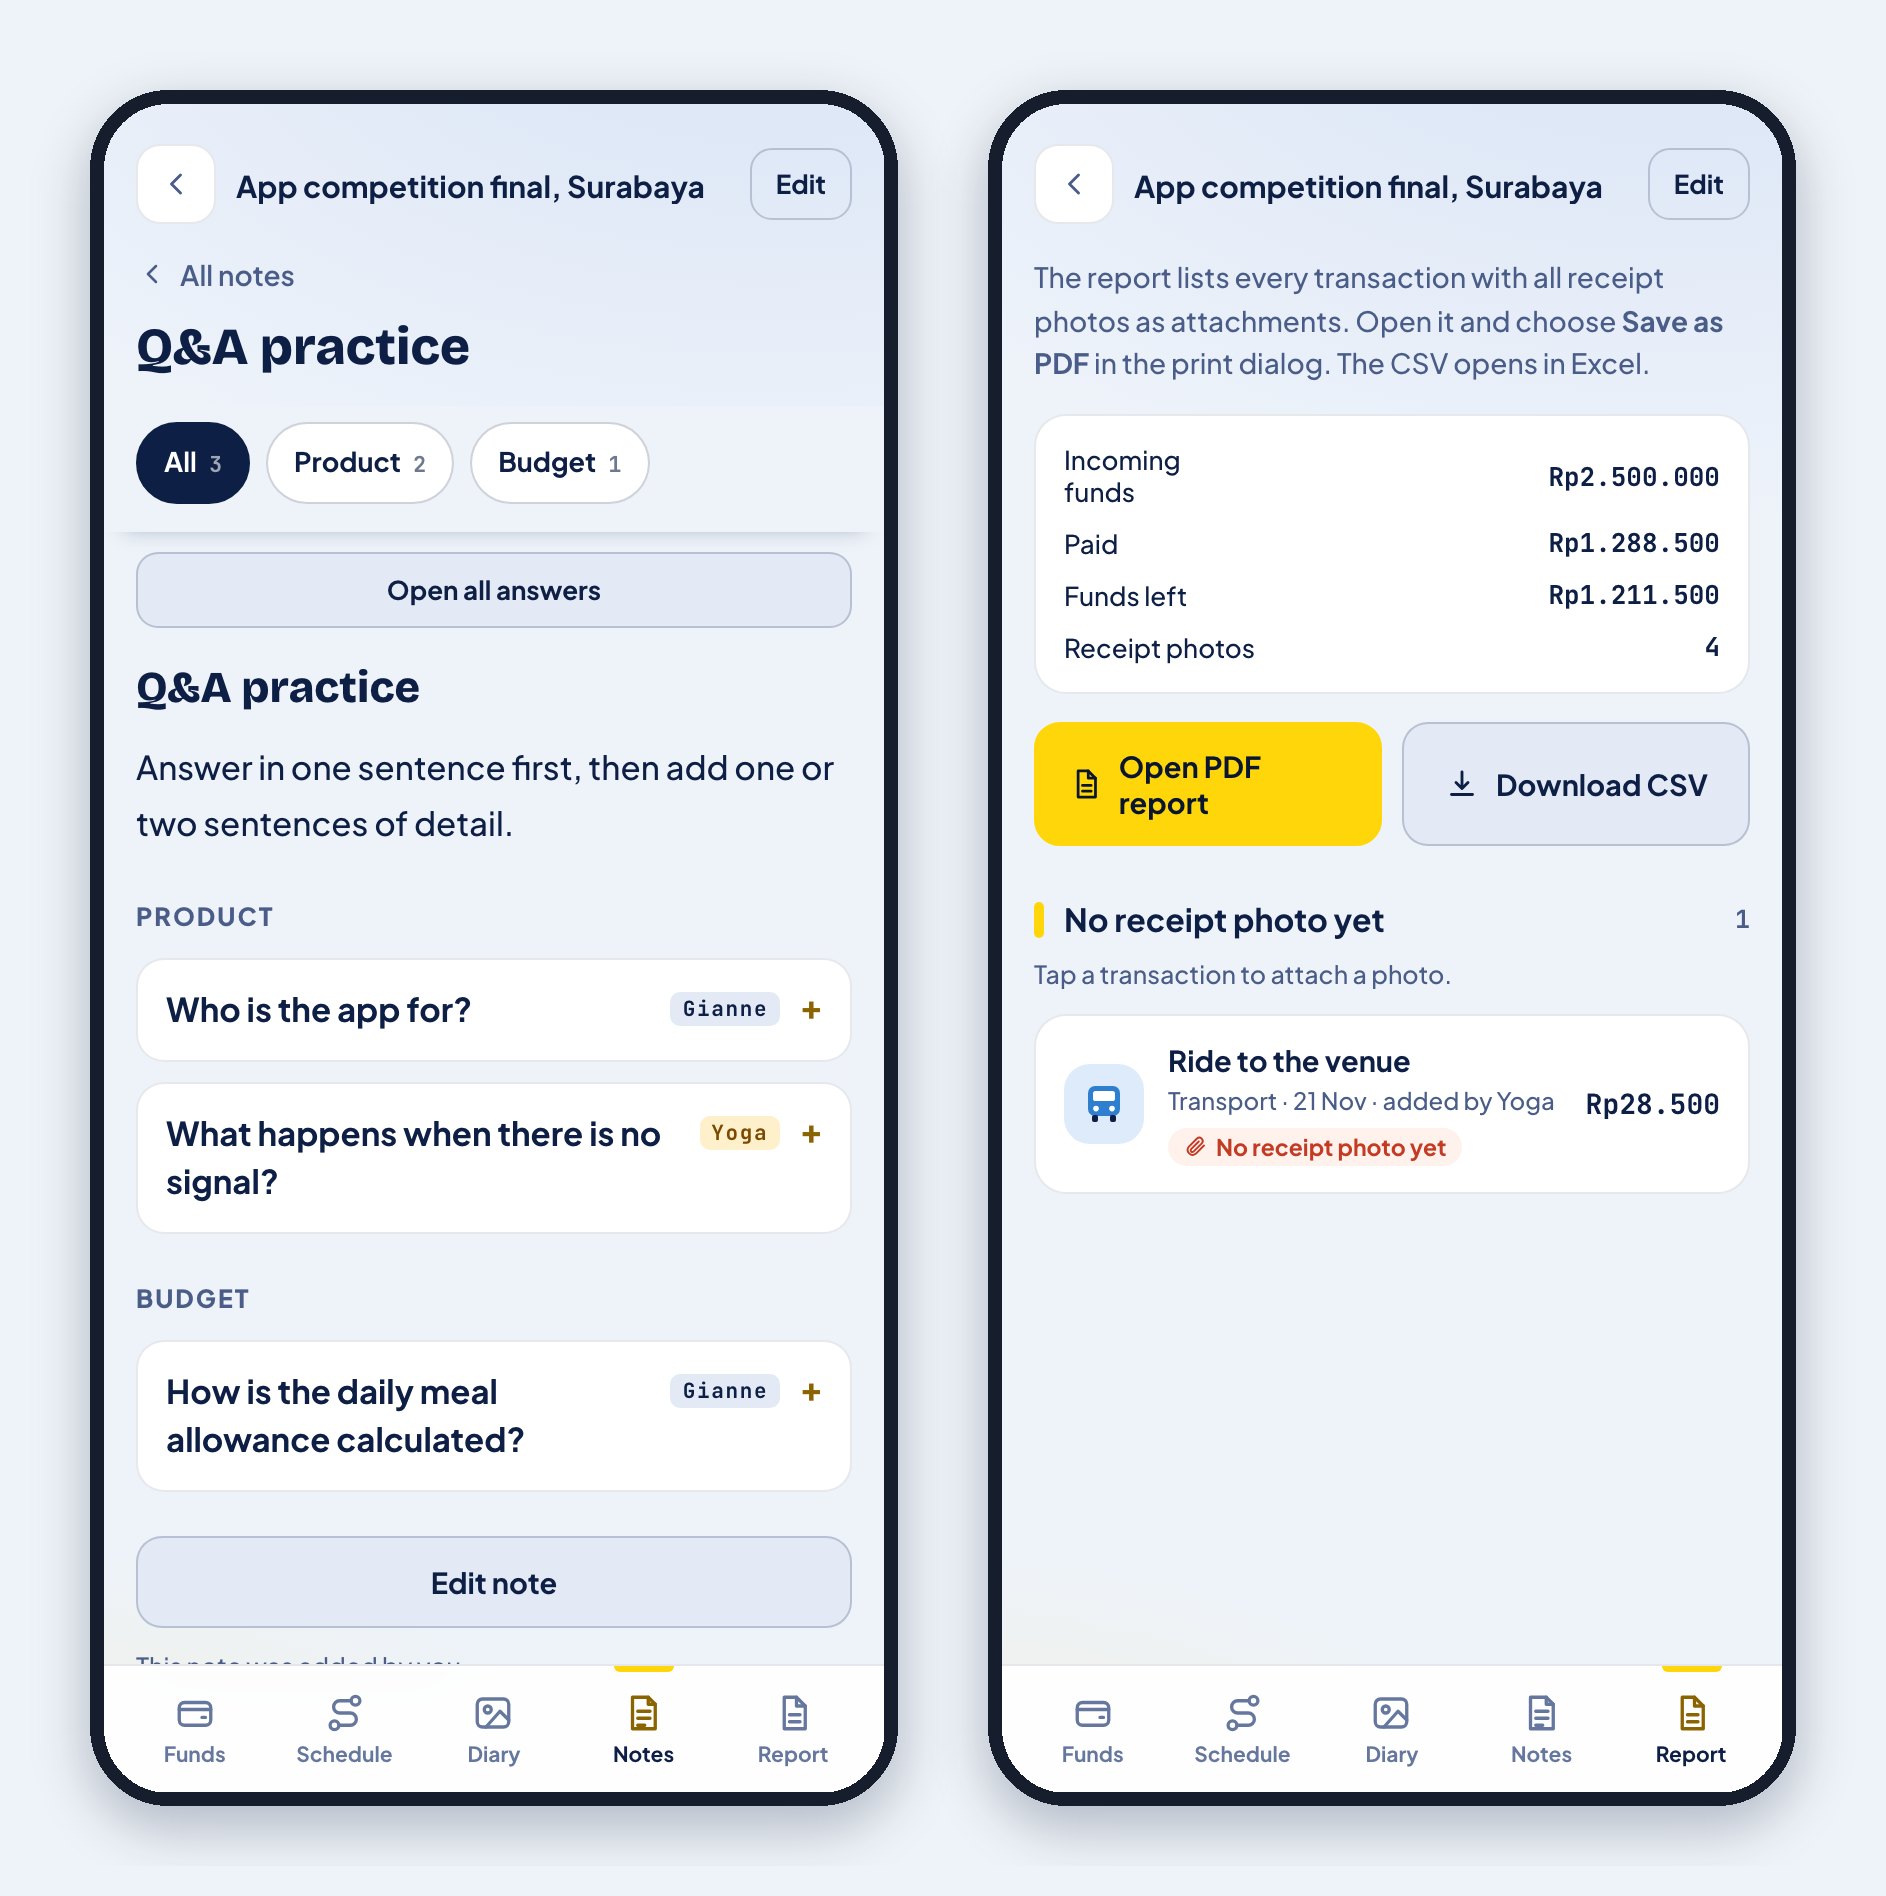 App competition final, Surabaya
Edit
All notes
Q&A practice
All 3
Product 2
Budget 1
Open all answers
Q&A practice
Answer in one sentence first, then add one or
two sentences of detail.
PRODUCT
Who is the app for?
Gianne
+
What happens when there is no
signal?
Yoga
+
BUDGET
How is the daily meal
allowance calculated?
Gianne
+
Edit note
This note was added by you
Funds
Schedule
Diary
Notes
Report
App competition final, Surabaya
Edit
The report lists every transaction with all receipt
photos as attachments. Open it and choose Save as
PDF in the print dialog. The CSV opens in Excel.
Incoming
funds
Rp2.500.000
Paid
Rp1.288.500
Funds left
Rp1.211.500
Receipt photos
4
Open PDF
report
Download CSV
No receipt photo yet
1
Tap a transaction to attach a photo.
Ride to the venue
Transport · 21 Nov · added by Yoga
Rp28.500
No receipt photo yet
Funds
Schedule
Diary
Notes
Report